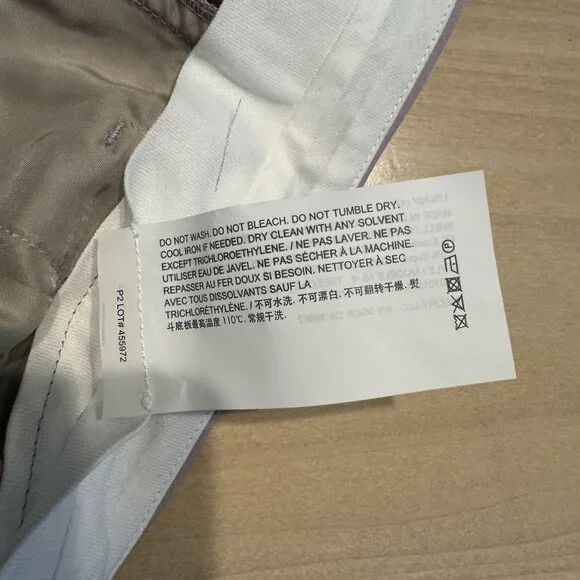 DO NOT WASH. DO NOT BLEACH. DO NOT TUMBLE DRY.
COOL IRON IF NEEDED. DRY CLEAN WITH ANY SOLVENT
EXCEPT TRICHLOROETHYLENE. / NE PAS LAVER. NE PAS
UTILISER EAU DE JAVEL. NE PAS SÉCHER À LA MACHINE.
REPASSER AU FER DOUX SI BESOIN. NETTOYER À SEC
AVEC TOUS DISSOLVANTS SAUF LA
TRICHLORÉTHYLÈNE. / 不可水洗. 不可漂白. 不可翻转干燥. 熨
斗底板最高温度 110℃. 常规干洗.
P2 LOT# 455972